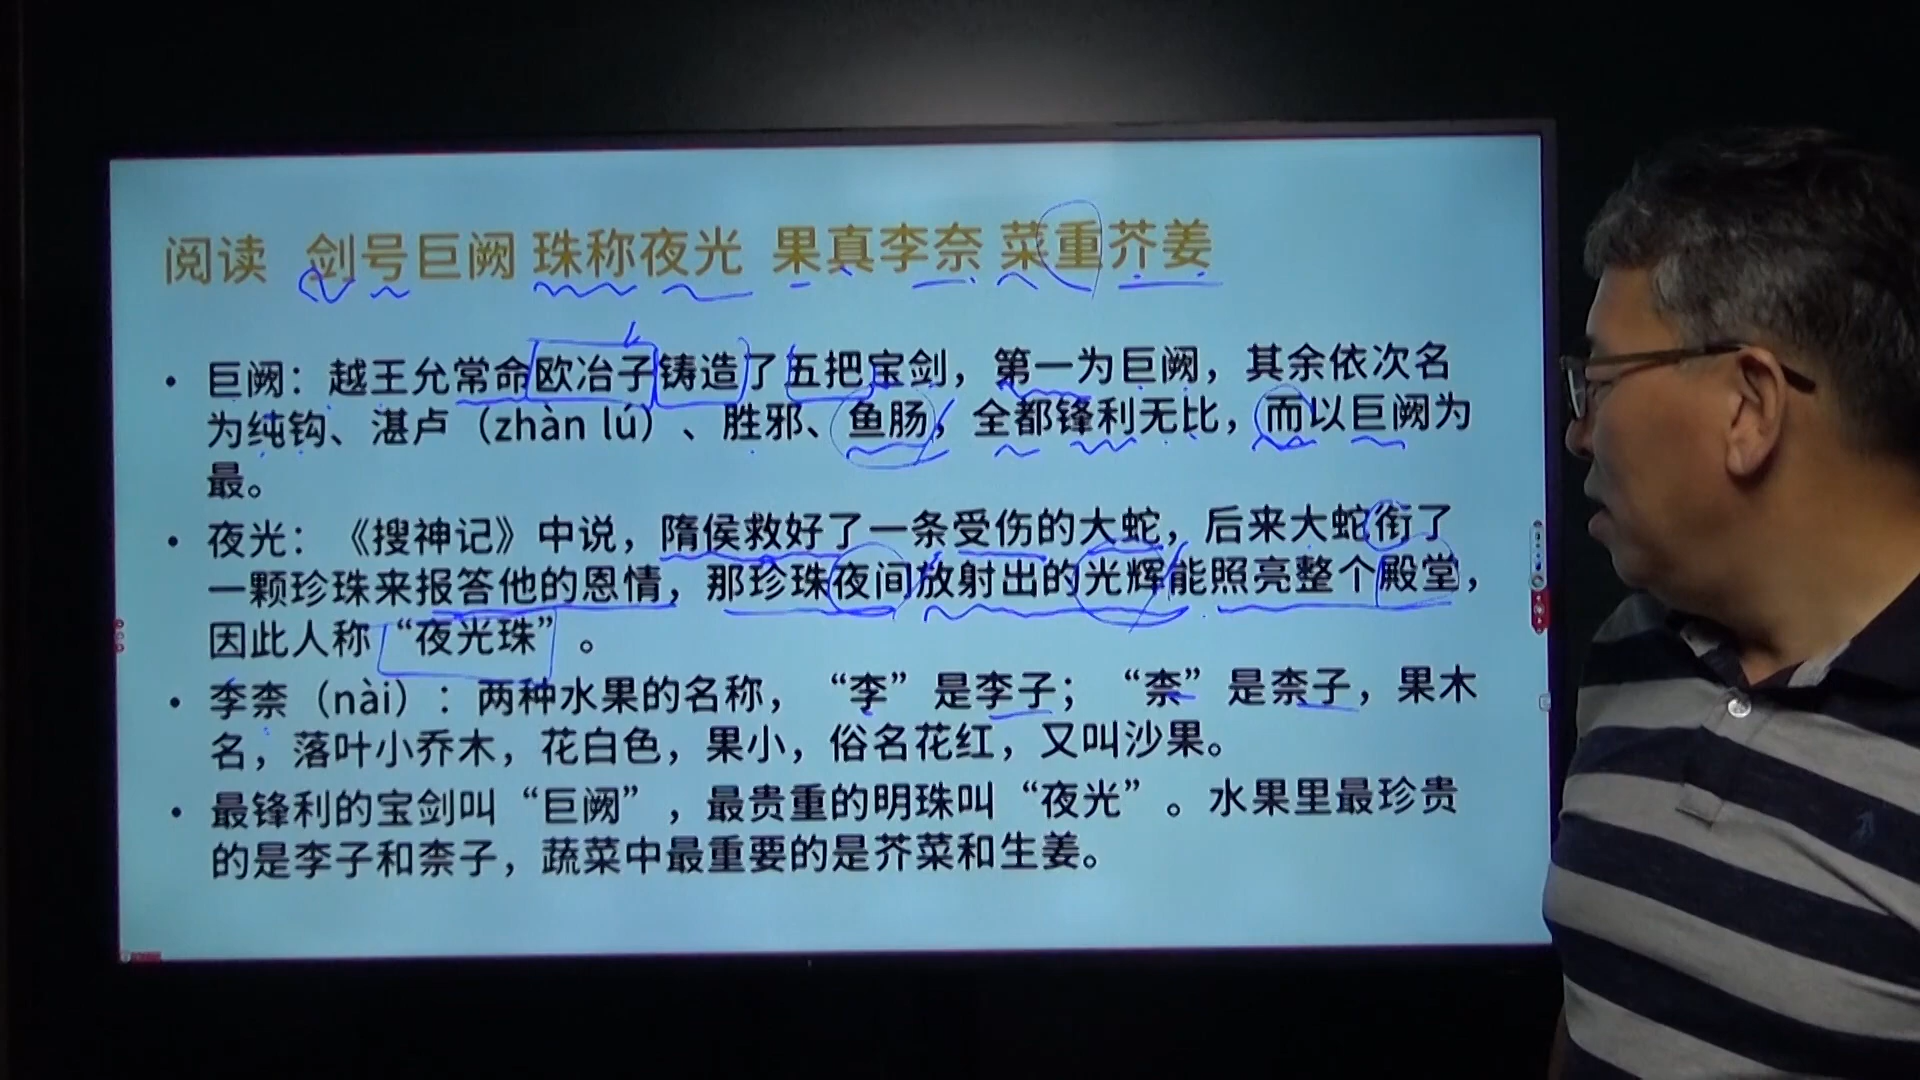 阅读 剑号巨阙 珠称夜光 果真李奈 菜重芥姜
• 巨阙：越王允常命欧冶子铸造了五把宝剑，第一为巨阙，其余依次名
为纯钩、湛卢（zhàn lú）、胜邪、鱼肠，全都锋利无比，而以巨阙为
最。
• 夜光：《搜神记》中说，隋侯救好了一条受伤的大蛇，后来大蛇衔了
一颗珍珠来报答他的恩情，那珍珠夜间放射出的光辉能照亮整个殿堂，
因此人称“夜光珠”。
• 李柰（nài）：两种水果的名称，“李”是李子；“柰”是柰子，果木
名，落叶小乔木，花白色，果小，俗名花红，又叫沙果。
• 最锋利的宝剑叫“巨阙”，最贵重的明珠叫“夜光”。水果里最珍贵
的是李子和柰子，蔬菜中最重要的是芥菜和生姜。